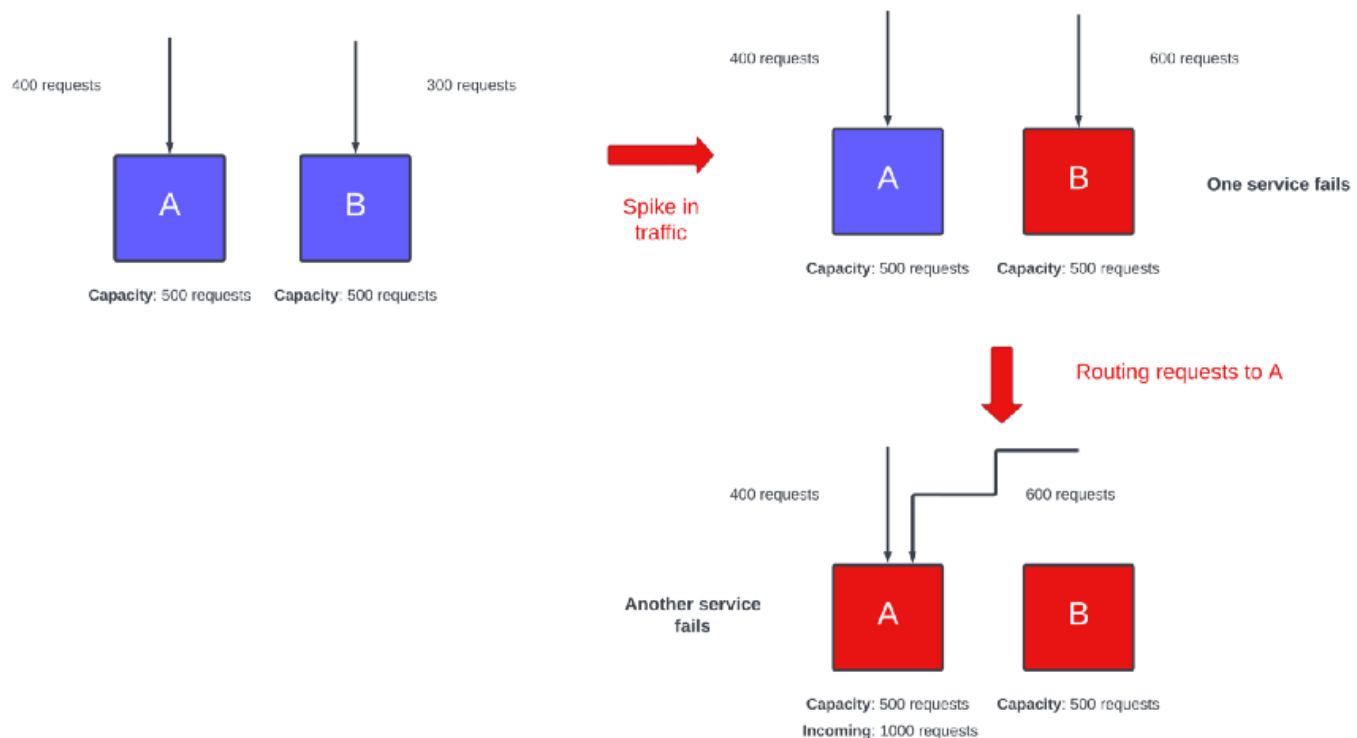 400 requests
300 requests
A
B
Capacity: 500 requests
Capacity: 500 requests
Spike in
traffic
400 requests
600 requests
A
B
One service fails
Capacity: 500 requests
Capacity: 500 requests
Routing requests to A
400 requests
600 requests
Another service
fails
A
B
Capacity: 500 requests
Incoming: 1000 requests
Capacity: 500 requests